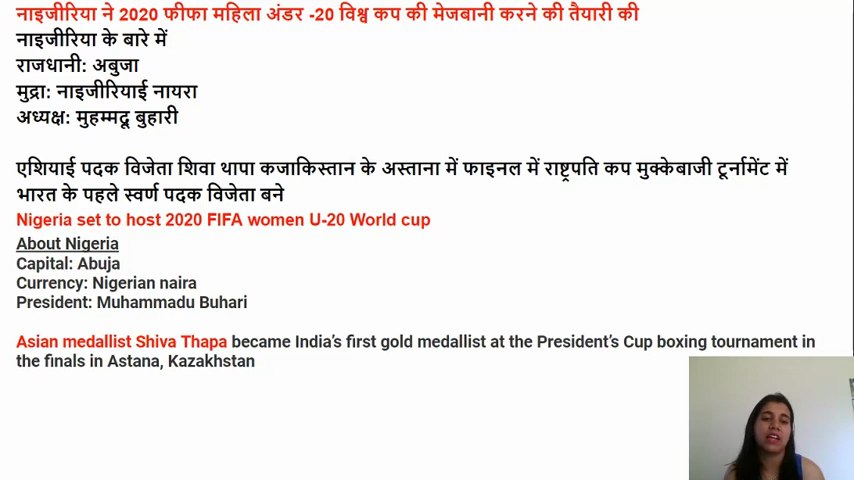 नाइजीरिया ने 2020 फीफा महिला अंडर -20 विश्व कप की मेजबानी करने की तैयारी की
नाइजीरिया के बारे में
राजधानी: अबुजा
मुद्रा: नाइजीरियाई नायरा
अध्यक्ष: मुहम्मदू बुहारी
एशियाई पदक विजेता शिवा थापा कजाकिस्तान के अस्ताना में फाइनल में राष्ट्रपति कप मुक्केबाजी टूर्नामेंट में
भारत के पहले स्वर्ण पदक विजेता बने
Nigeria set to host 2020 FIFA women U-20 World cup
About Nigeria
Capital: Abuja
Currency: Nigerian naira
President: Muhammadu Buhari
Asian medallist Shiva Thapa became India’s first gold medallist at the President’s Cup boxing tournament in
the finals in Astana, Kazakhstan